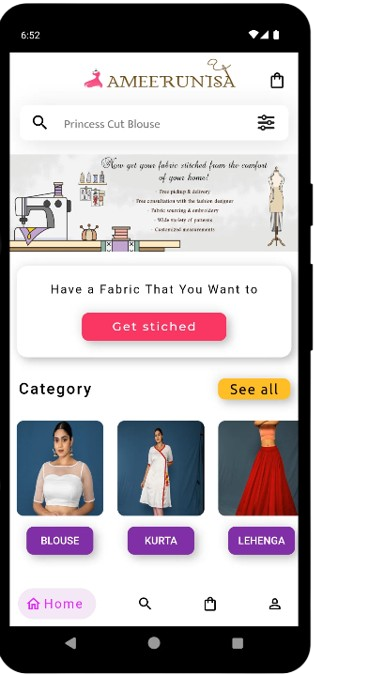 6:52
AMEERUNISA
Princess Cut Blouse
Now get your fabric stitched from the comfort
of your home!
- Free pickup & delivery
- Free consultation with the fashion designer
- Fabric sourcing & embroidery
- Wide variety of patterns
- Customized measurements
Have a Fabric That You Want to
Get stiched
Category
See all
BLOUSE
KURTA
LEHENGA
Home